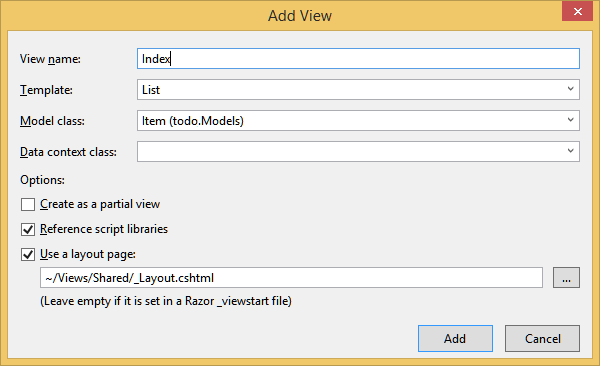 Add View
View name: Index
Template: List
Model class: Item (todo.Models)
Data context class:
Options:
Create as a partial view
Reference script libraries
Use a layout page:
~/Views/Shared/_Layout.cshtml ...
(Leave empty if it is set in a Razor _viewstart file)
Add Cancel